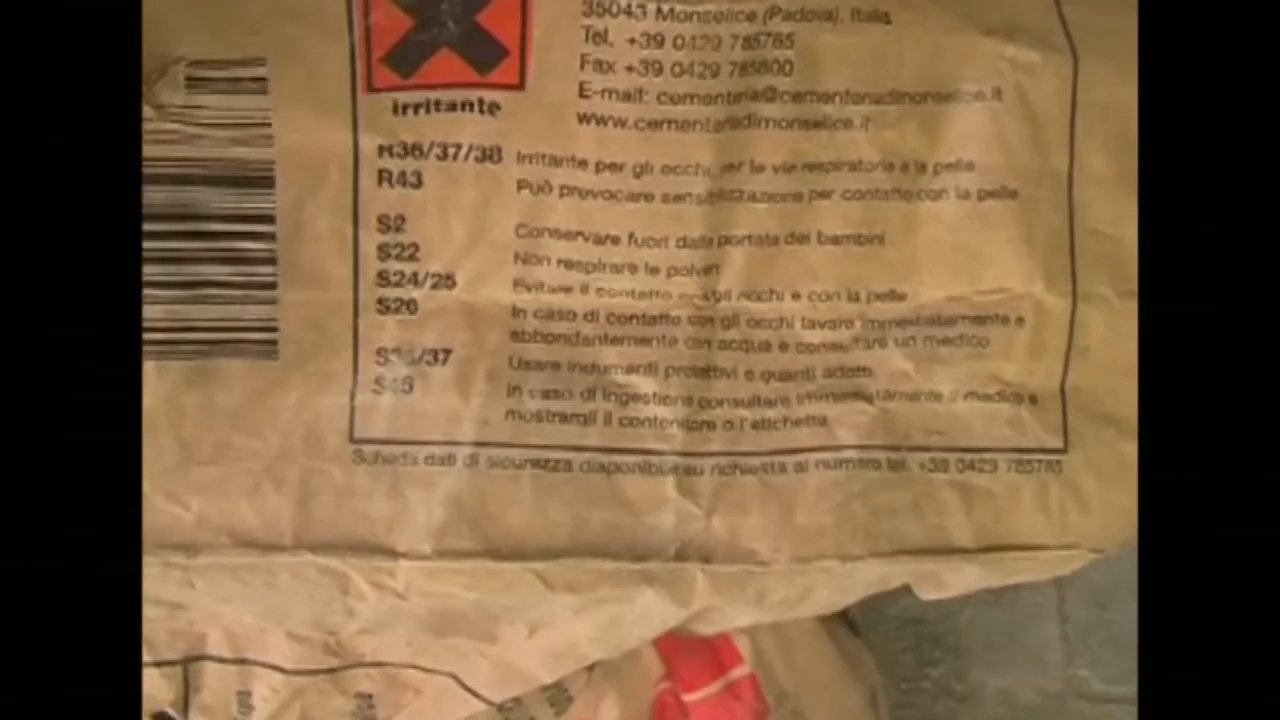 35043 Monselice (Padova), Italia
Tel. +39 0429 785765
Fax +39 0429 785800
E-mail: cementeria@cementeriadimonselice.it
www.cementeriadimonselice.it
irritante
R36/37/38 Irritante per gli occhi, per le vie respiratorie e la pelle
R43 Può provocare sensibilizzazione per contatto con la pelle
S2 Conservare fuori dalla portata dei bambini
S22 Non respirare le polveri
S24/25 Evitare il contatto con gli occhi e con la pelle
S26 In caso di contatto con gli occhi lavare immediatamente e
abbondantemente con acqua e consultare un medico
S36/37 Usare indumenti protettivi e guanti adatti
In caso di ingestione consultare immediatamente il medico e
mostrargli il contenitore o l'etichetta
Scheda dati di sicurezza disponibile su richiesta al numero tel. +39 0429 785765